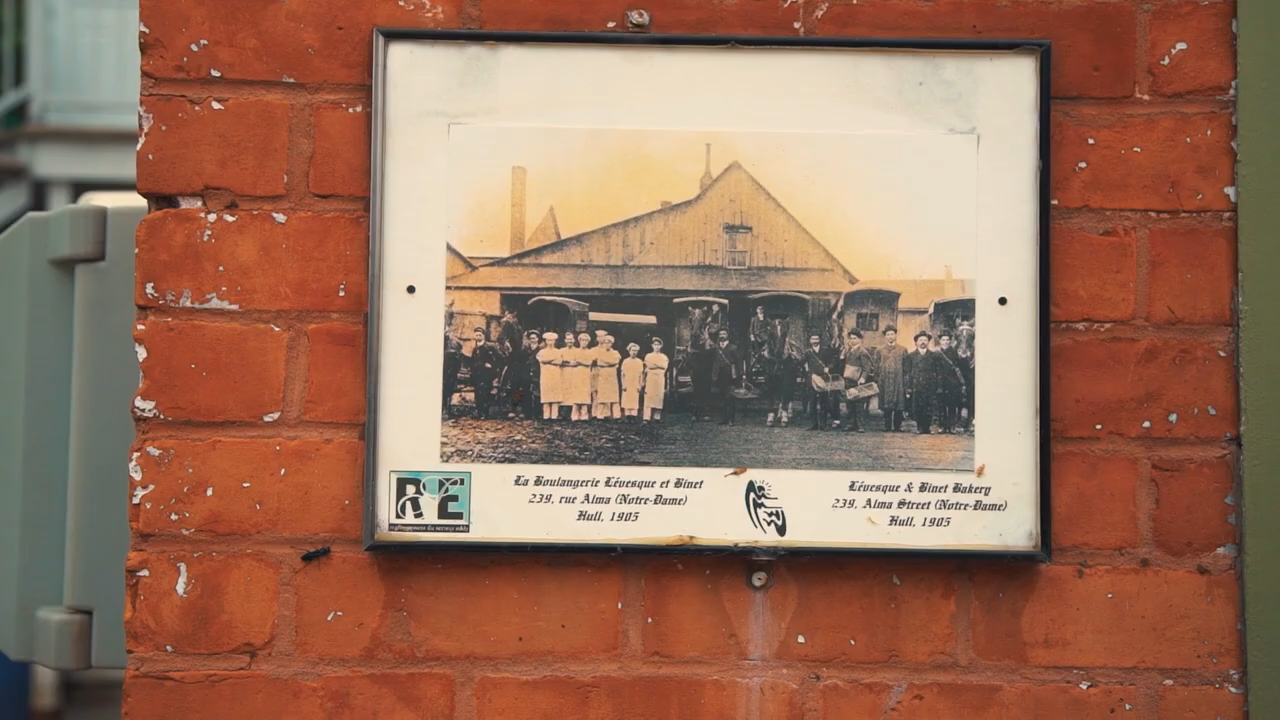 La Boulangerie Lévesque et Binet
239, rue Alma (Notre-Dame)
Hull, 1905
Lévesque & Binet Bakery
239, Alma Street (Notre-Dame)
Hull, 1905